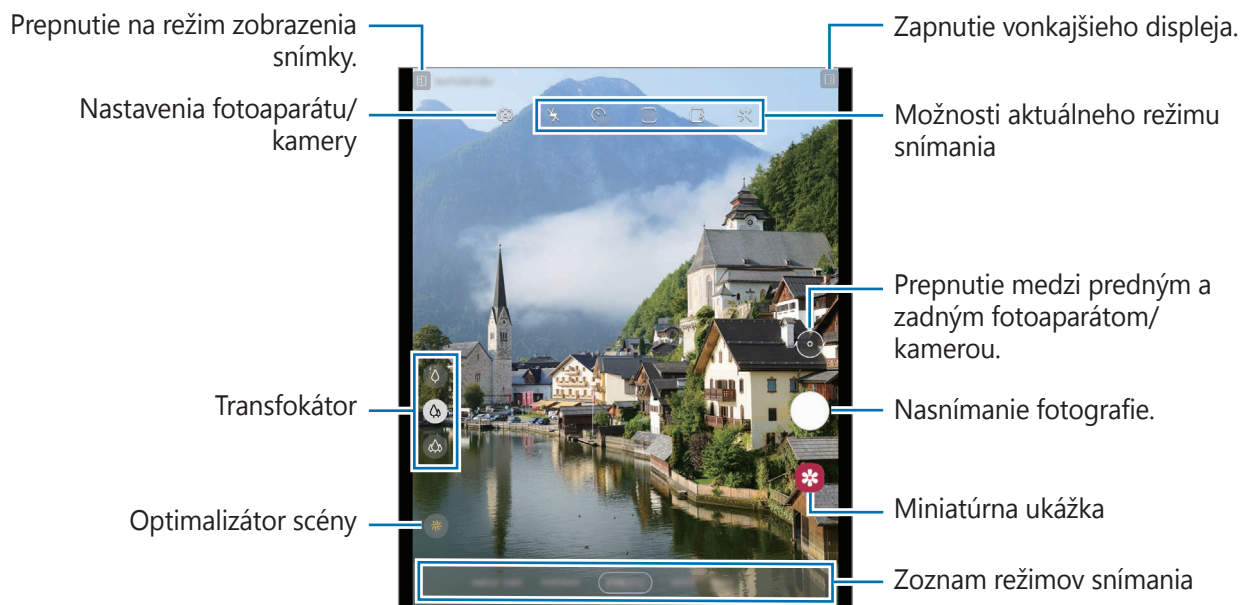 Prepnutie na režim zobrazenia
snímky.
Nastavenia fotoaparátu/
kamery
Transfokátor
Optimalizátor scény
Zapnutie vonkajšieho displeja.
Možnosti aktuálneho režimu
snímania
Prepnutie medzi predným a
zadným fotoaparátom/
kamerou.
Nasnímanie fotografie.
Miniatúrna ukážka
Zoznam režimov snímania